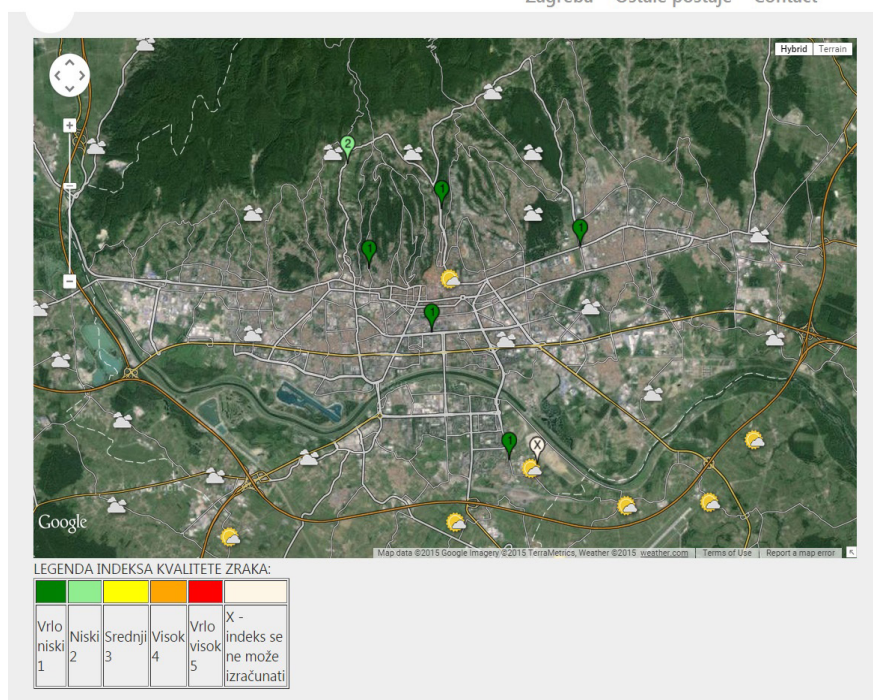 Zagreba Ostale postaje Contact
Hybrid Terrain
2
1
1
1
1
1
X
Google
Map data ©2015 Google Imagery ©2015 TerraMetrics, Weather ©2015 weather.com Terms of Use Report a map error
LEGENDA INDEKSA KVALITETE ZRAKA:
Vrlo
niski
1
Niski
2
Srednji
3
Visok
4
Vrlo
visok
5
X -
indeks se
ne može
izračunati